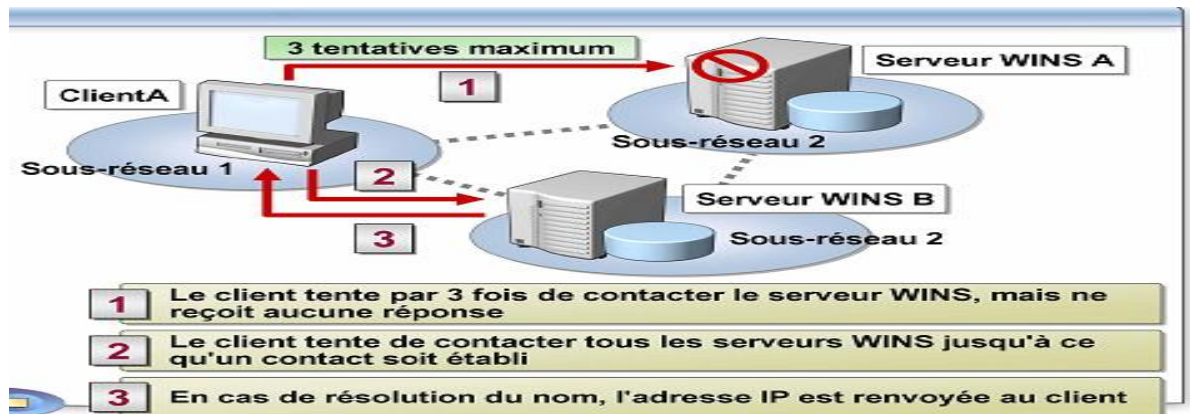 3 tentatives maximum
Serveur WINS A
1
ClientA
Sous-réseau 2
Sous-réseau 1
2
Serveur WINS B
3
Sous-réseau 2
1 Le client tente par 3 fois de contacter le serveur WINS, mais ne
reçoit aucune réponse
2 Le client tente de contacter tous les serveurs WINS jusqu'à ce
qu'un contact soit établi
3 En cas de résolution du nom, l'adresse IP est renvoyée au client